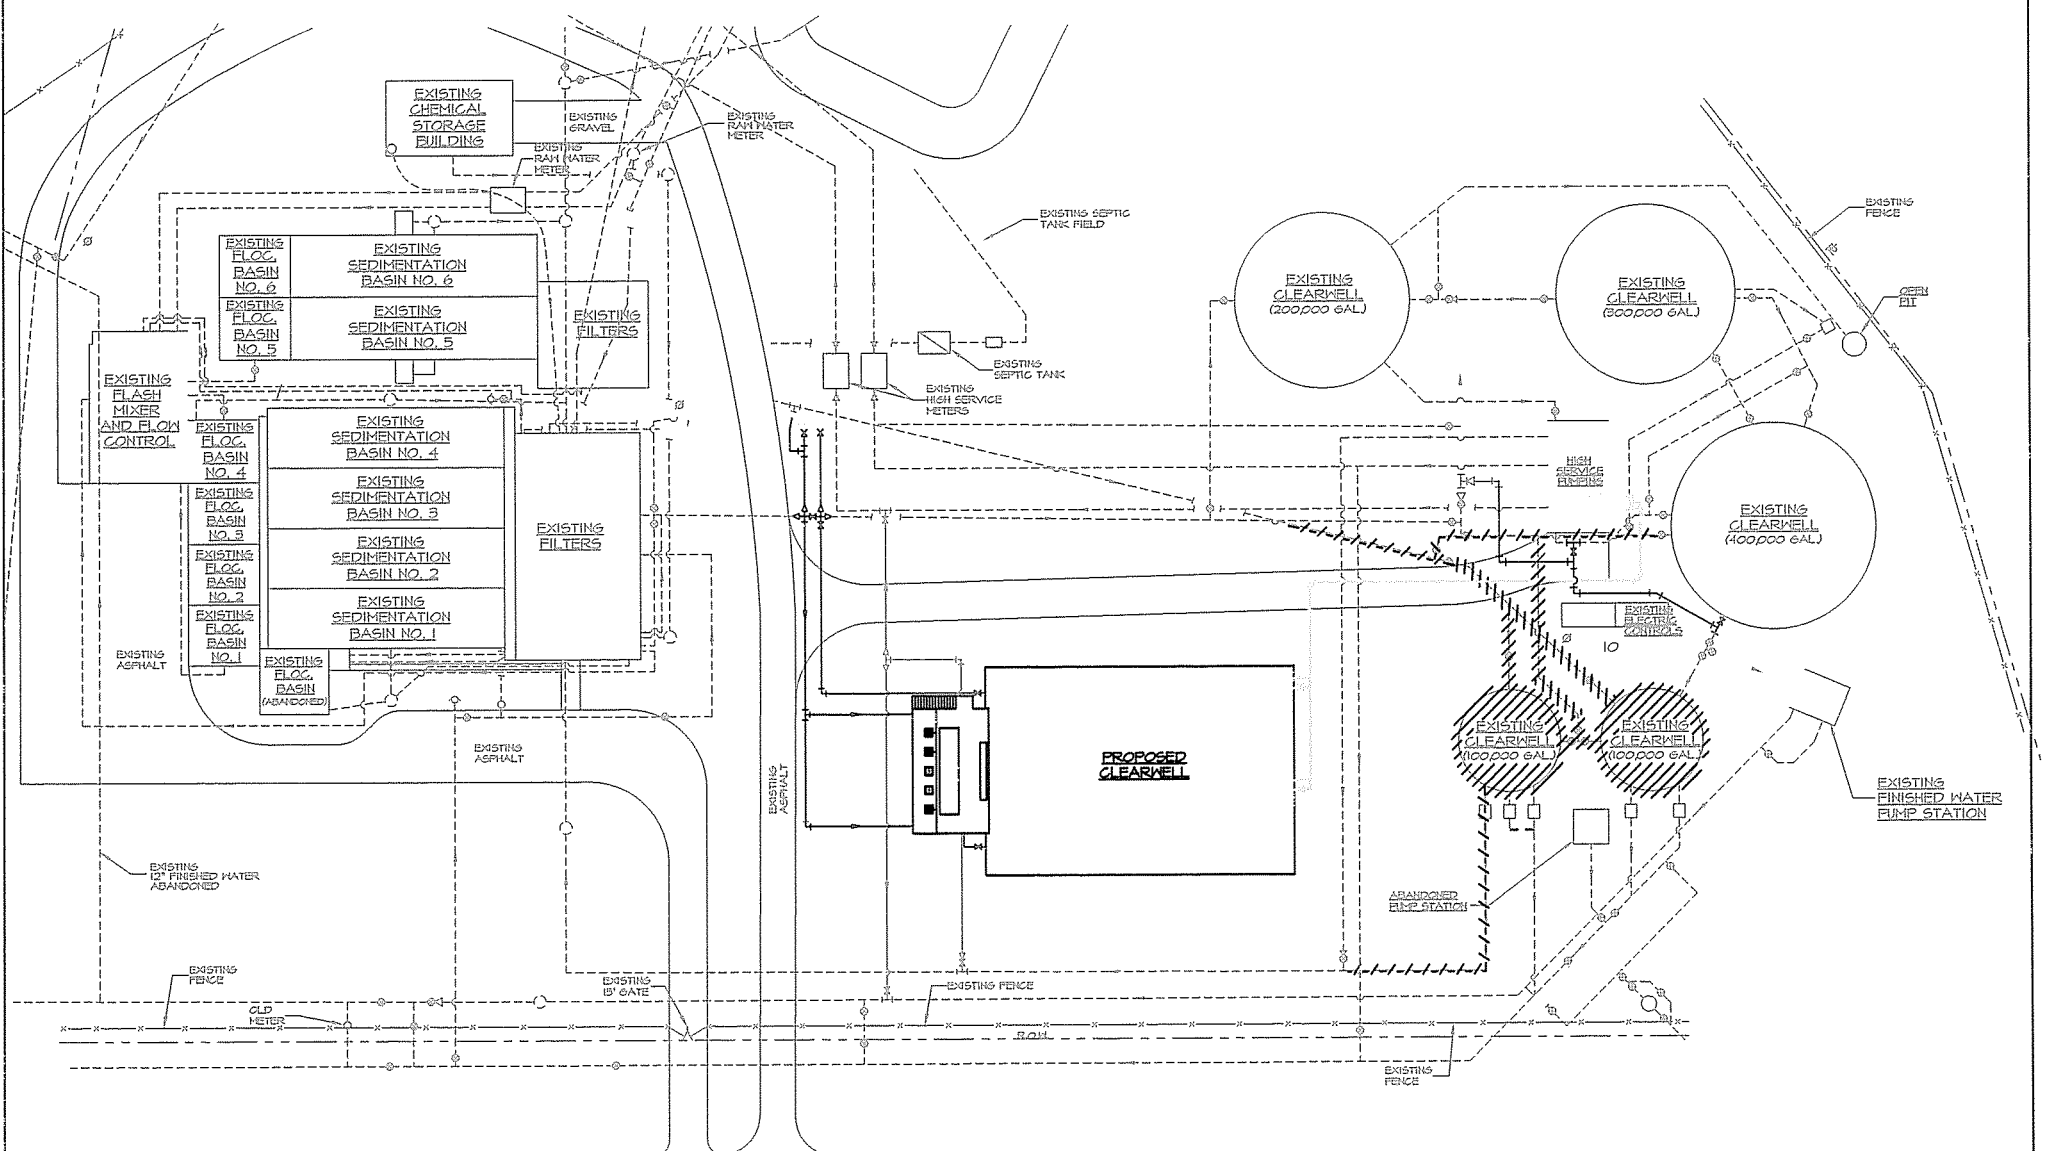 EXISTING
CHEMICAL
STORAGE
BUILDING
EXISTING
GRAVEL
EXISTING
RAW WATER
METER
EXISTING
RAW WATER
METER
EXISTING SEPTIC
TANK FIELD
EXISTING
FENCE
OPEN
PIT
EXISTING
FLOC.
BASIN
NO. 6
EXISTING
SEDIMENTATION
BASIN NO. 6
EXISTING
FLOC.
BASIN
NO. 5
EXISTING
SEDIMENTATION
BASIN NO. 5
EXISTING
FILTERS
EXISTING
CLEARWELL
(200,000 GAL.)
EXISTING
CLEARWELL
(300,000 GAL.)
EXISTING
SEPTIC TANK
EXISTING
HIGH SERVICE
METERS
EXISTING
FLASH
MIXER
AND FLOW
CONTROL
EXISTING
FLOC.
BASIN
NO. 4
EXISTING
SEDIMENTATION
BASIN NO. 4
EXISTING
FLOC.
BASIN
NO. 3
EXISTING
SEDIMENTATION
BASIN NO. 3
EXISTING
FLOC.
BASIN
NO. 2
EXISTING
SEDIMENTATION
BASIN NO. 2
EXISTING
FLOC.
BASIN
NO. 1
EXISTING
SEDIMENTATION
BASIN NO. 1
EXISTING
FILTERS
HIGH
SERVICE
PUMPING
EXISTING
CLEARWELL
(400,000 GAL.)
EXISTING
ELECTRIC
CONTROLS
10
EXISTING
ASPHALT
EXISTING
FLOC.
BASIN
(ABANDONED)
EXISTING
ASPHALT
EXISTING
ASPHALT
PROPOSED
CLEARWELL
EXISTING
CLEARWELL
(100,000 GAL.)
EXISTING
CLEARWELL
(100,000 GAL.)
EXISTING
FINISHED WATER
PUMP STATION
EXISTING
12" FINISHED WATER
ABANDONED
ABANDONED
PUMP STATION
EXISTING
FENCE
OLD
METER
EXISTING
15' GATE
EXISTING FENCE
R.O.W.
EXISTING
FENCE